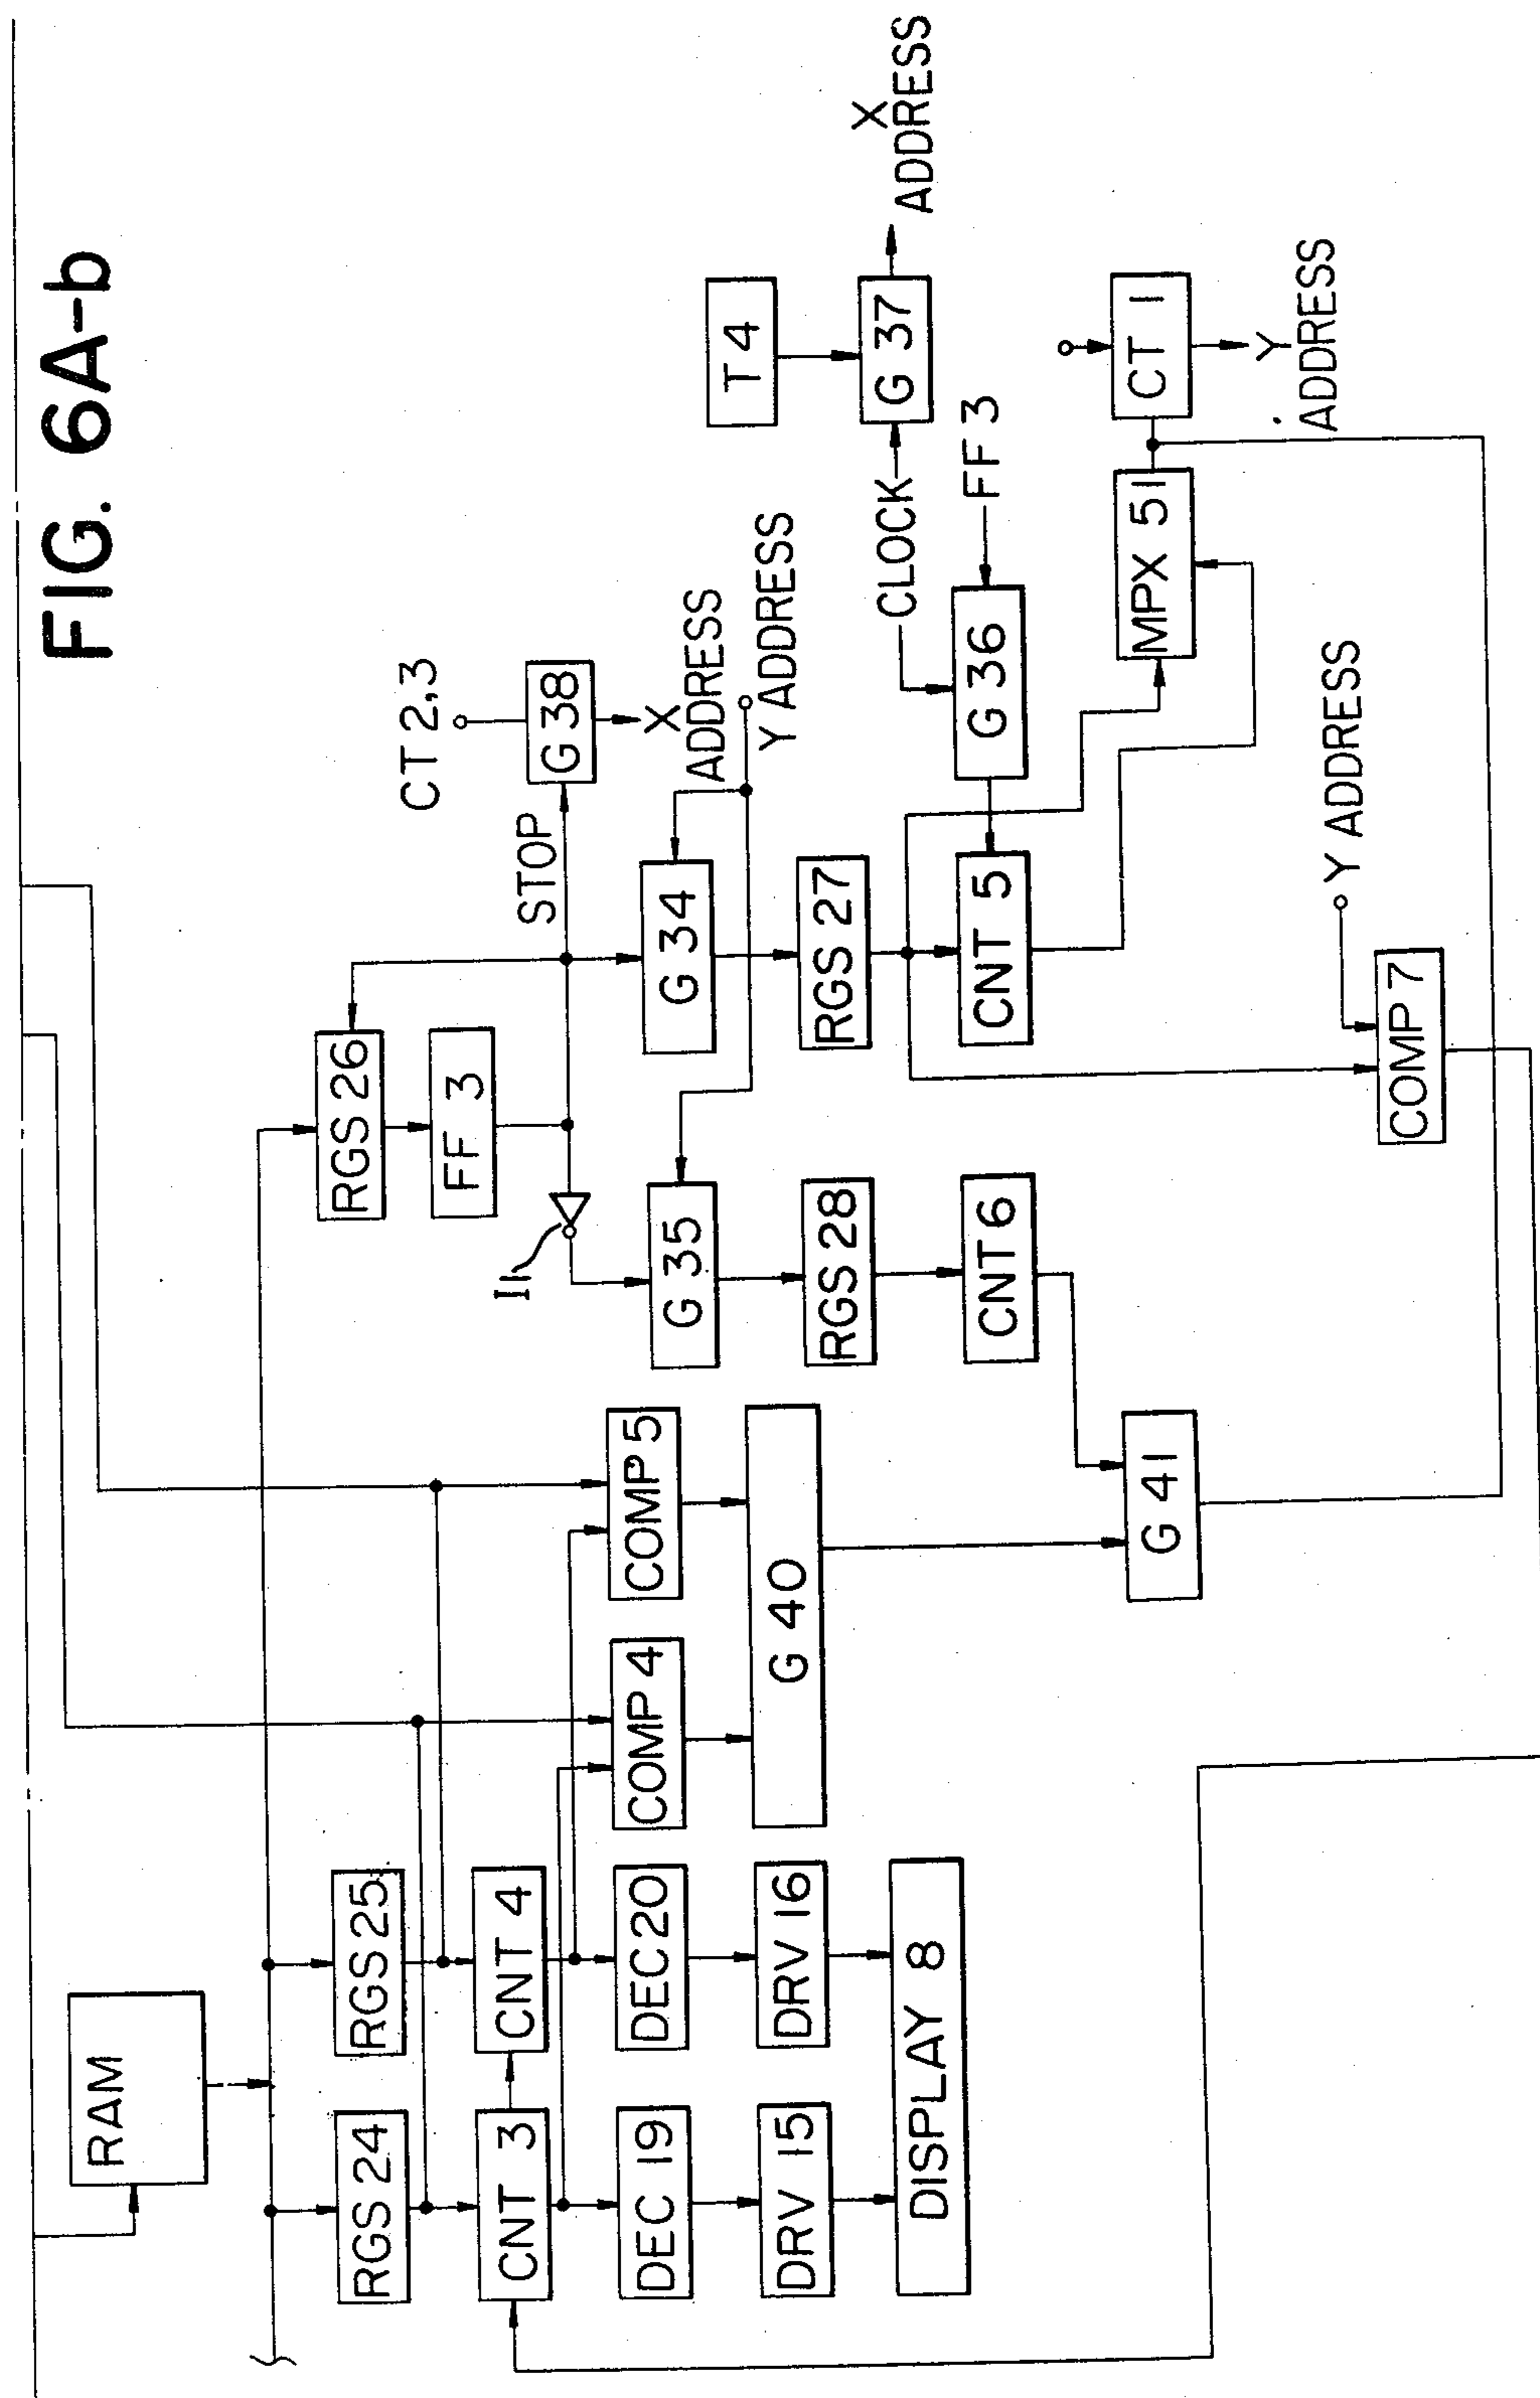 FIG. 6A-b
RAM
RGS 24
RGS 25
RGS 26
FF 3
CT 2,3
STOP
G 38
X
ADDRESS
Y ADDRESS
I1
CNT 3
CNT 4
COMP 4
COMP 5
G 35
G 34
T 4
DEC 19
DEC 20
G 40
RGS 28
RGS 27
CLOCK
G 37
X
ADDRESS
DRV 15
DRV 16
CNT 6
CNT 5
G 36
FF 3
DISPLAY 8
G 41
MPX 51
CT 1
Y
ADDRESS
COMP 7
Y ADDRESS